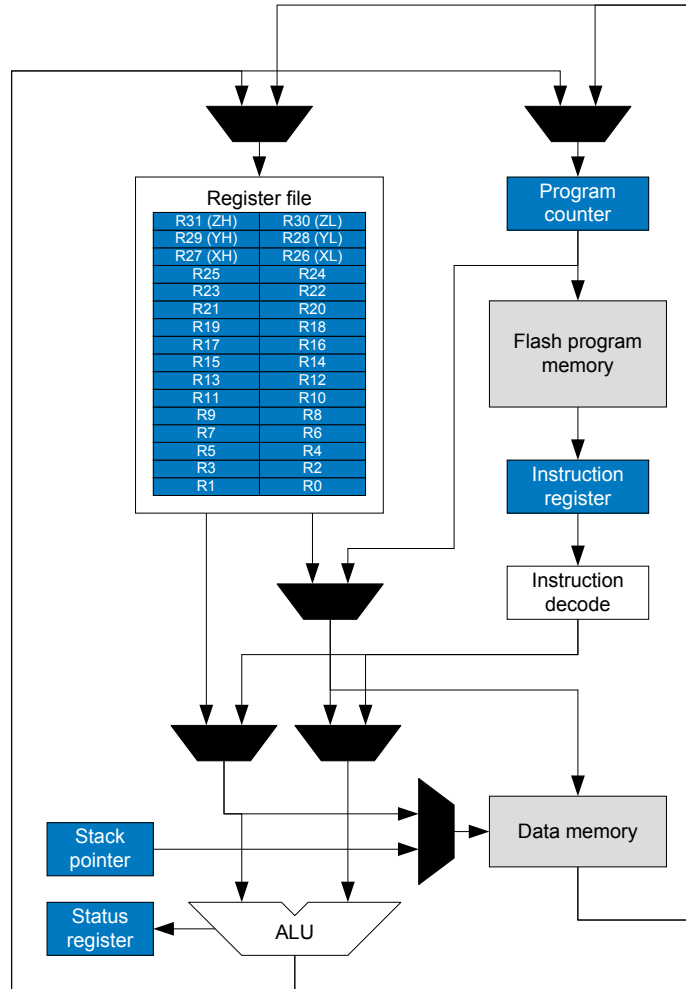 Register file
R31 (ZH) R30 (ZL)
R29 (YH) R28 (YL)
R27 (XH) R26 (XL)
R25 R24
R23 R22
R21 R20
R19 R18
R17 R16
R15 R14
R13 R12
R11 R10
R9 R8
R7 R6
R5 R4
R3 R2
R1 R0
Program
counter
Flash program
memory
Instruction
register
Instruction
decode
Stack
pointer
Data memory
Status
register
ALU